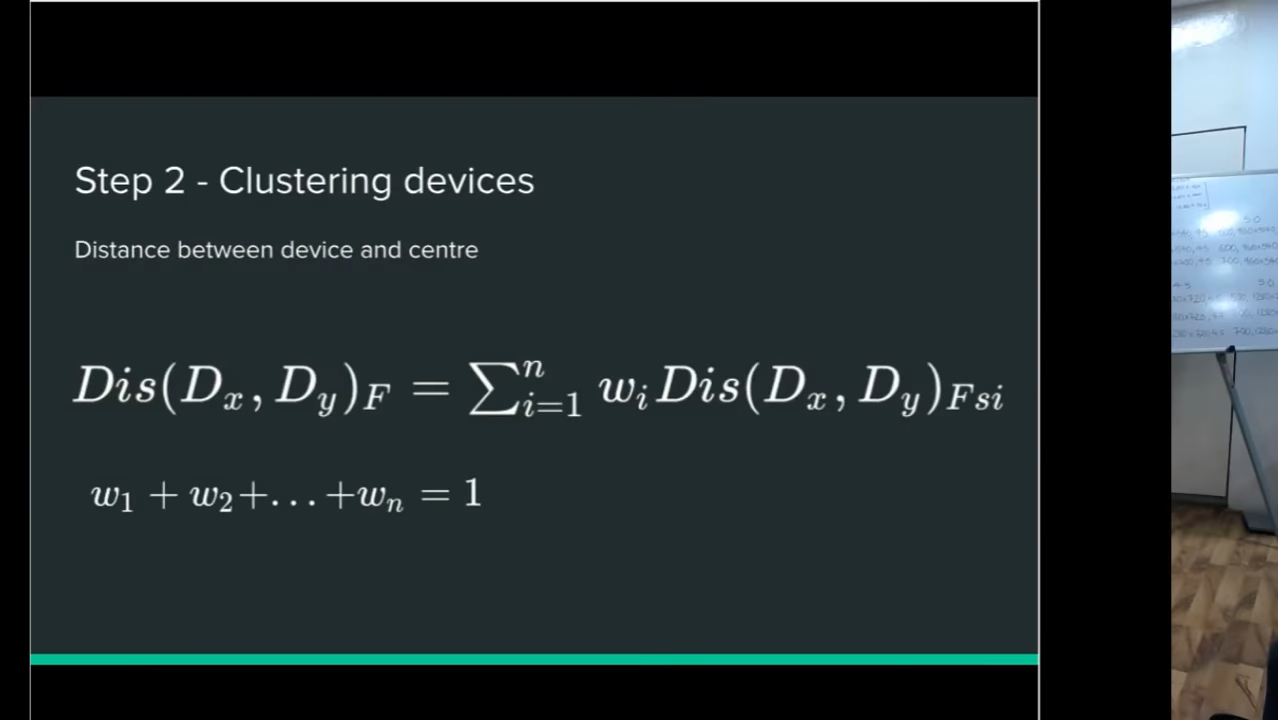 Step 2 - Clustering devices
Distance between device and centre
Dis(D_x, D_y)_F = ∑_{i=1}^{n} w_i Dis(D_x, D_y)_{Fsi}
w_1 + w_2 + . . . + w_n = 1